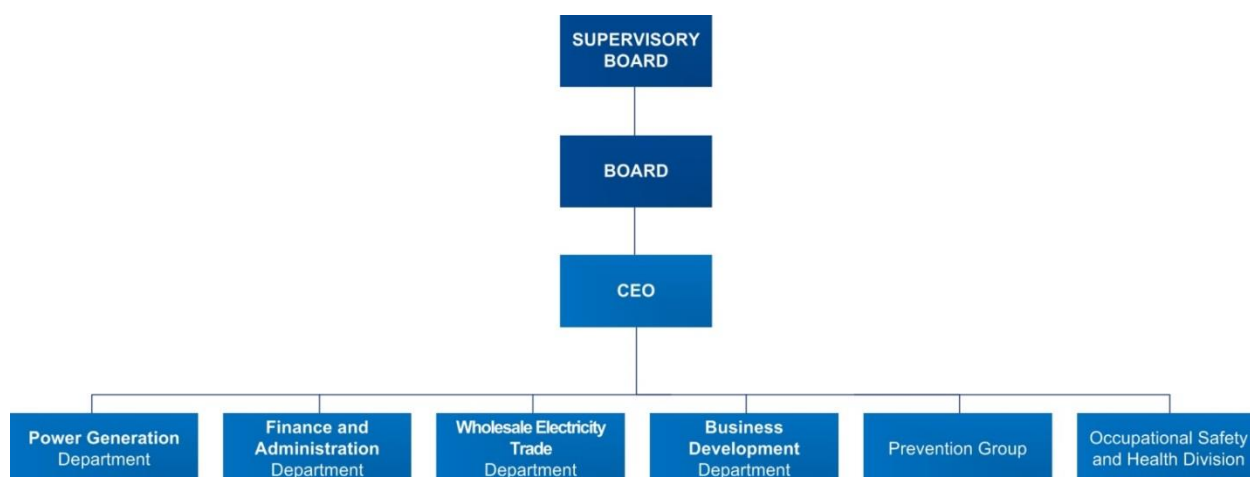 SUPERVISORY
BOARD
BOARD
CEO
Power Generation
Department
Finance and
Administration
Department
Wholesale Electricity
Trade
Department
Business
Development
Department
Prevention Group
Occupational Safety
and Health Division